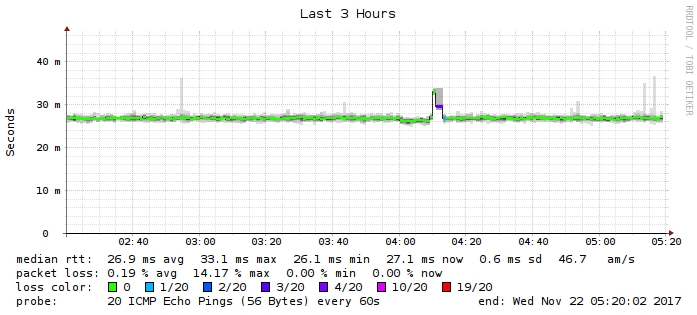 Last 3 Hours
RRDTOOL / TOBI OETIKER
Seconds
40 m
30 m
20 m
10 m
0
02:40 03:00 03:20 03:40 04:00 04:20 04:40 05:00 05:20
median rtt: 26.9 ms avg 33.1 ms max 26.1 ms min 27.1 ms now 0.6 ms sd 46.7 am/s
packet loss: 0.19 % avg 14.17 % max 0.00 % min 0.00 % now
loss color: 0 1/20 2/20 3/20 4/20 10/20 19/20
probe: 20 ICMP Echo Pings (56 Bytes) every 60s end: Wed Nov 22 05:20:02 2017